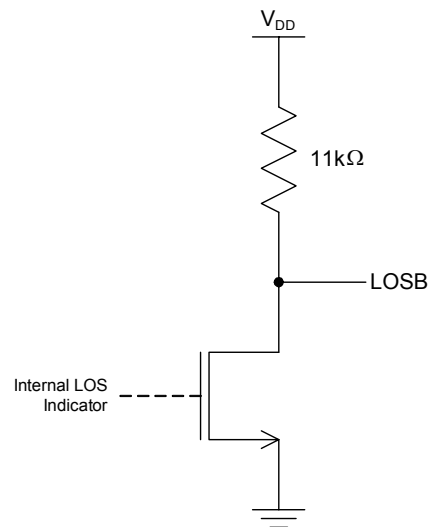 VDD
11kΩ
LOSB
Internal LOS
Indicator